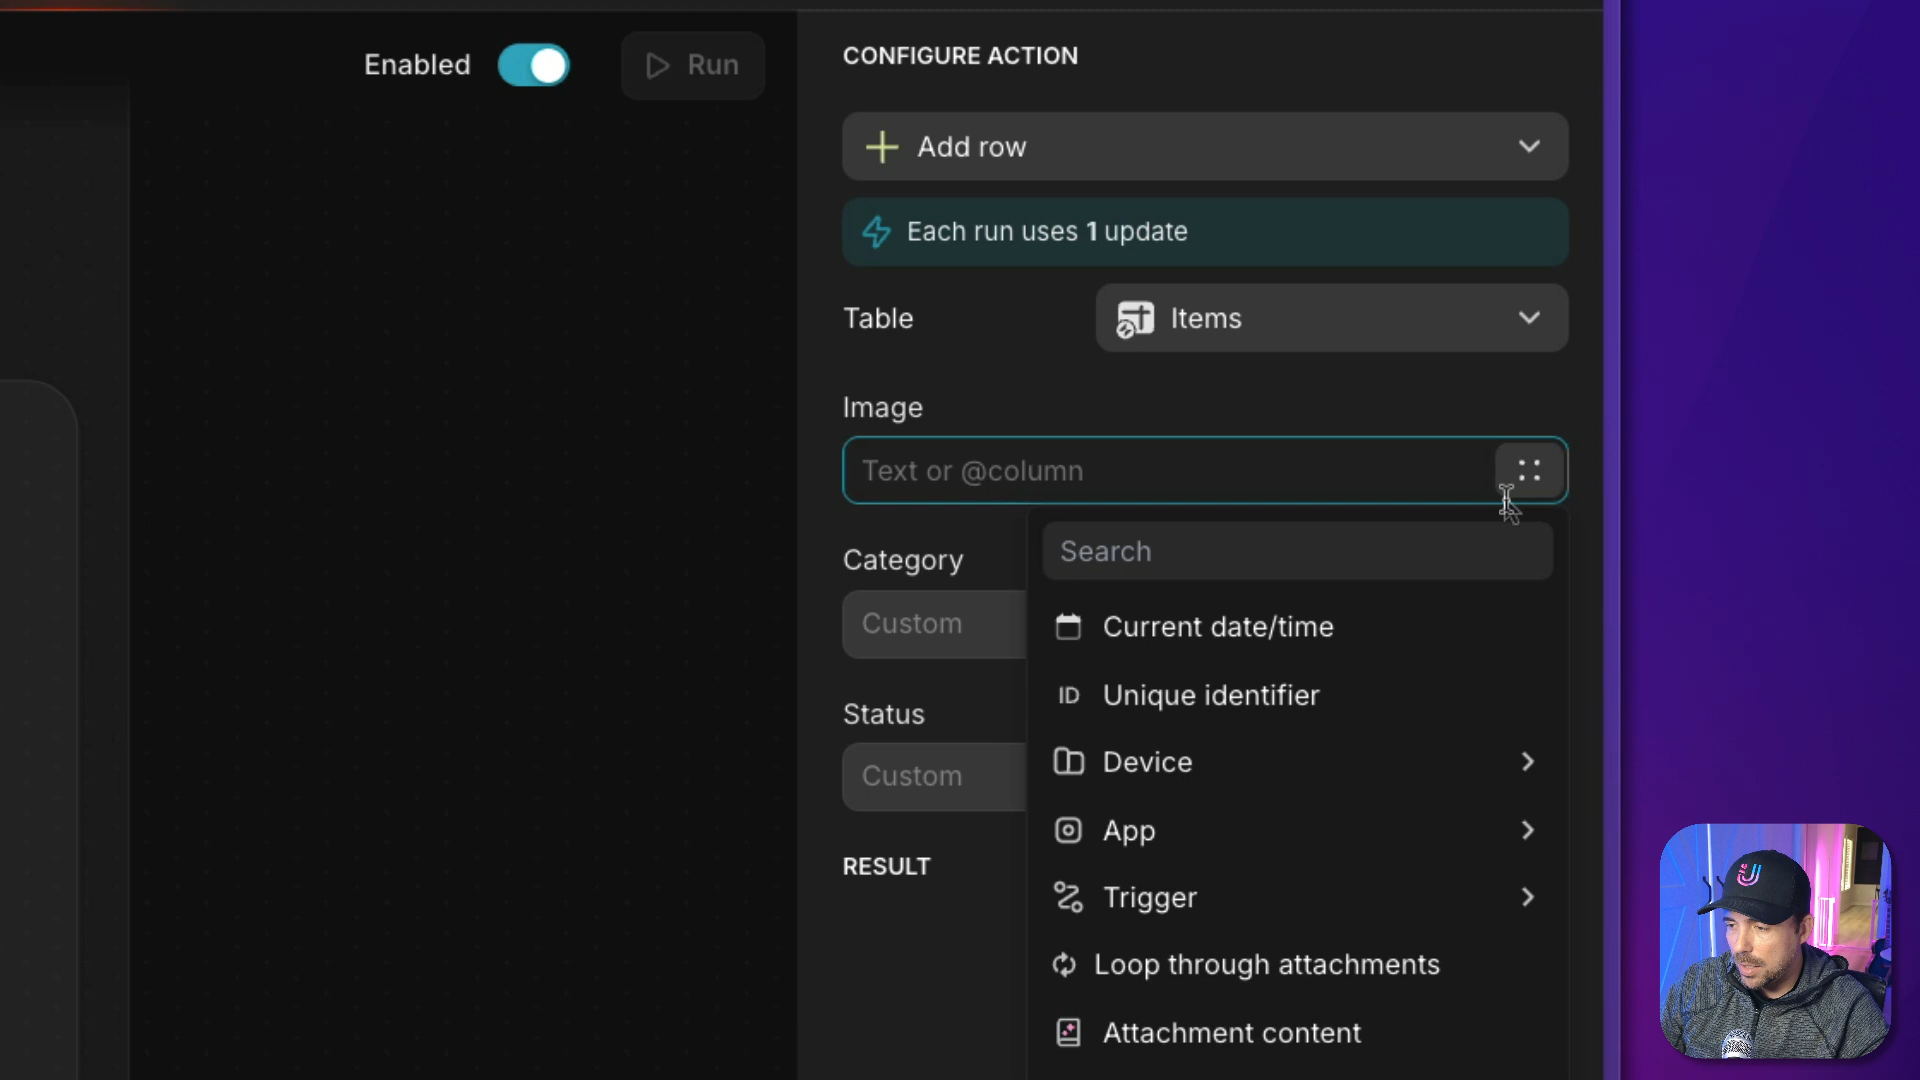 Enabled
Run
CONFIGURE ACTION
Add row
Each run uses 1 update
Table
Items
Image
Text or @column
Search
Category
Custom
Current date/time
ID
Unique identifier
Status
Custom
Device
App
RESULT
Trigger
Loop through attachments
Attachment content